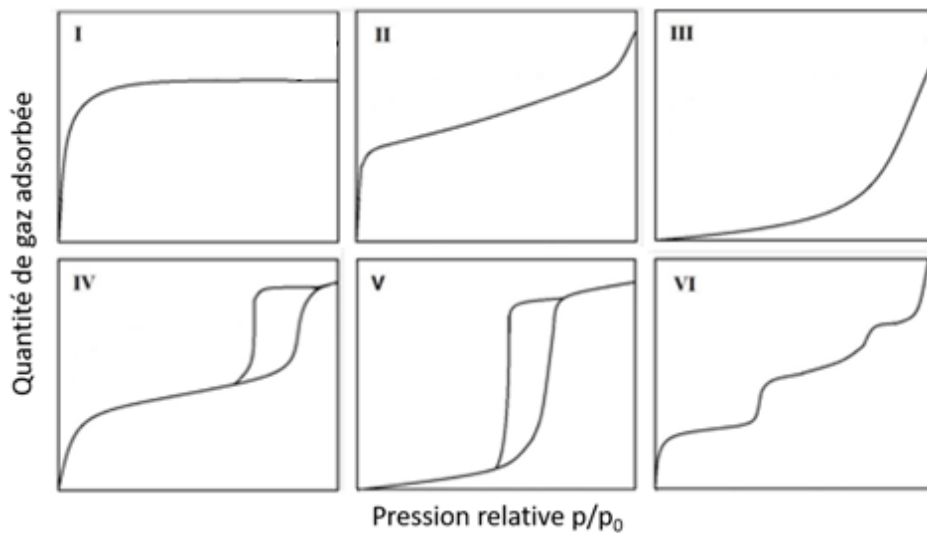 I
II
III
IV
V
VI
Quantité de gaz adsorbée
Pression relative p/p₀